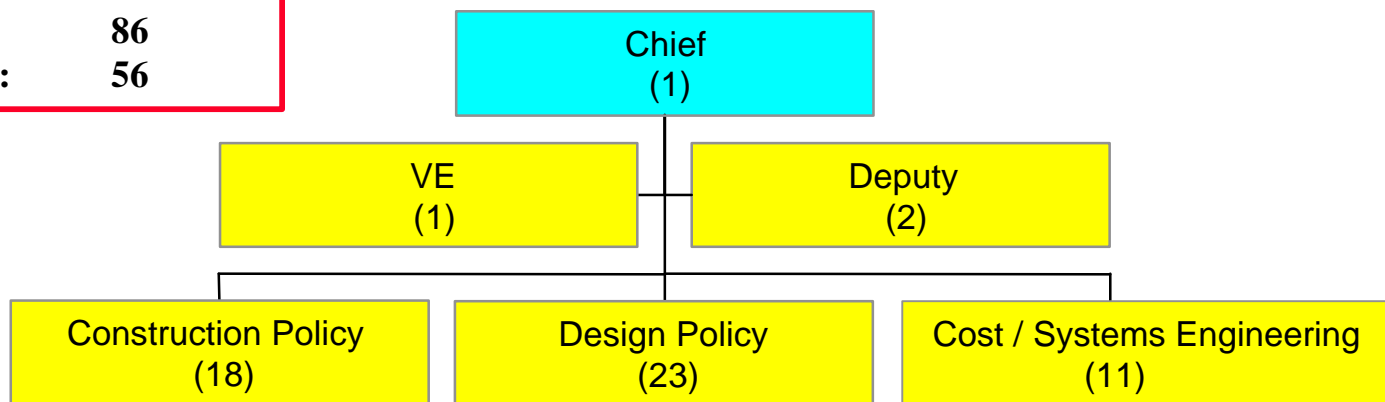 86
: 56
Chief
(1)
VE
(1)
Deputy
(2)
Construction Policy
(18)
Design Policy
(23)
Cost / Systems Engineering
(11)